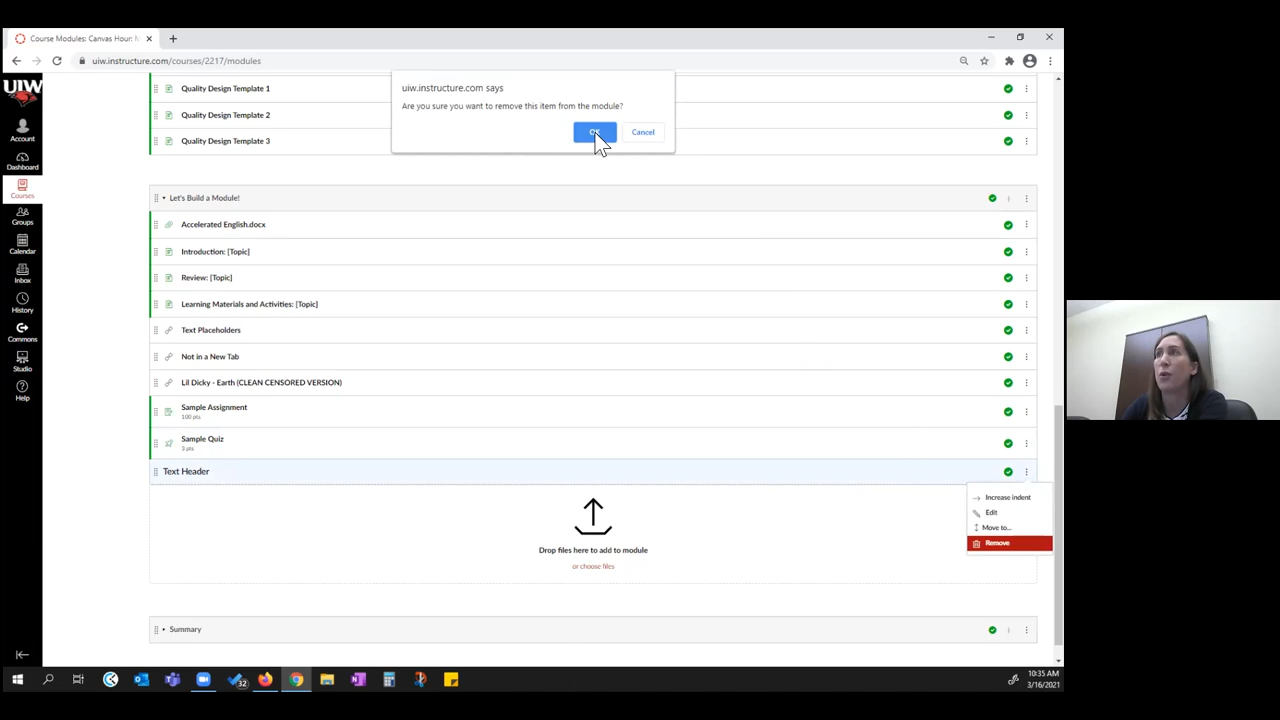 Course Modules: Canvas Hour: M
uiw.instructure.com/courses/2217/modules
uiw.instructure.com says
Are you sure you want to remove this item from the module?
OK
Cancel
UIW
Account
Dashboard
Courses
Groups
Calendar
Inbox
History
Commons
Studio
Help
Quality Design Template 1
Quality Design Template 2
Quality Design Template 3
Let's Build a Module!
Accelerated English.docx
Introduction: [Topic]
Review: [Topic]
Learning Materials and Activities: [Topic]
Text Placeholders
Not in a New Tab
Lil Dicky - Earth (CLEAN CENSORED VERSION)
Sample Assignment
100 pts
Sample Quiz
3 pts
Text Header
Increase indent
Edit
Move to...
Remove
Drop files here to add to module
or choose files
Summary
32
10:35 AM
3/16/2021